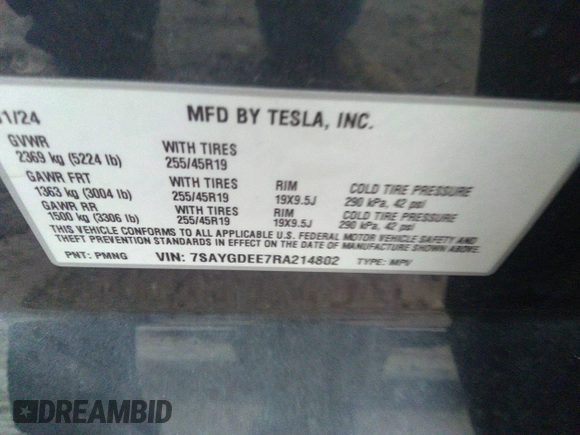 1/24 MFD BY TESLA, INC.
GVWR
2369 kg (5224 lb) WITH TIRES 255/45R19
GAWR FRT
1363 kg (3004 lb) WITH TIRES 255/45R19 RIM 19X9.5J COLD TIRE PRESSURE 290 kPa, 42 psi
GAWR RR
1500 kg (3306 lb) WITH TIRES 255/45R19 RIM 19X9.5J COLD TIRE PRESSURE 290 kPa, 42 psi
THIS VEHICLE CONFORMS TO ALL APPLICABLE U.S. FEDERAL MOTOR VEHICLE SAFETY AND
THEFT PREVENTION STANDARDS IN EFFECT ON THE DATE OF MANUFACTURE SHOWN ABOVE.
PNT: PMNG VIN: 7SAYGDEE7RA214802 TYPE: MPV
DREAMBID